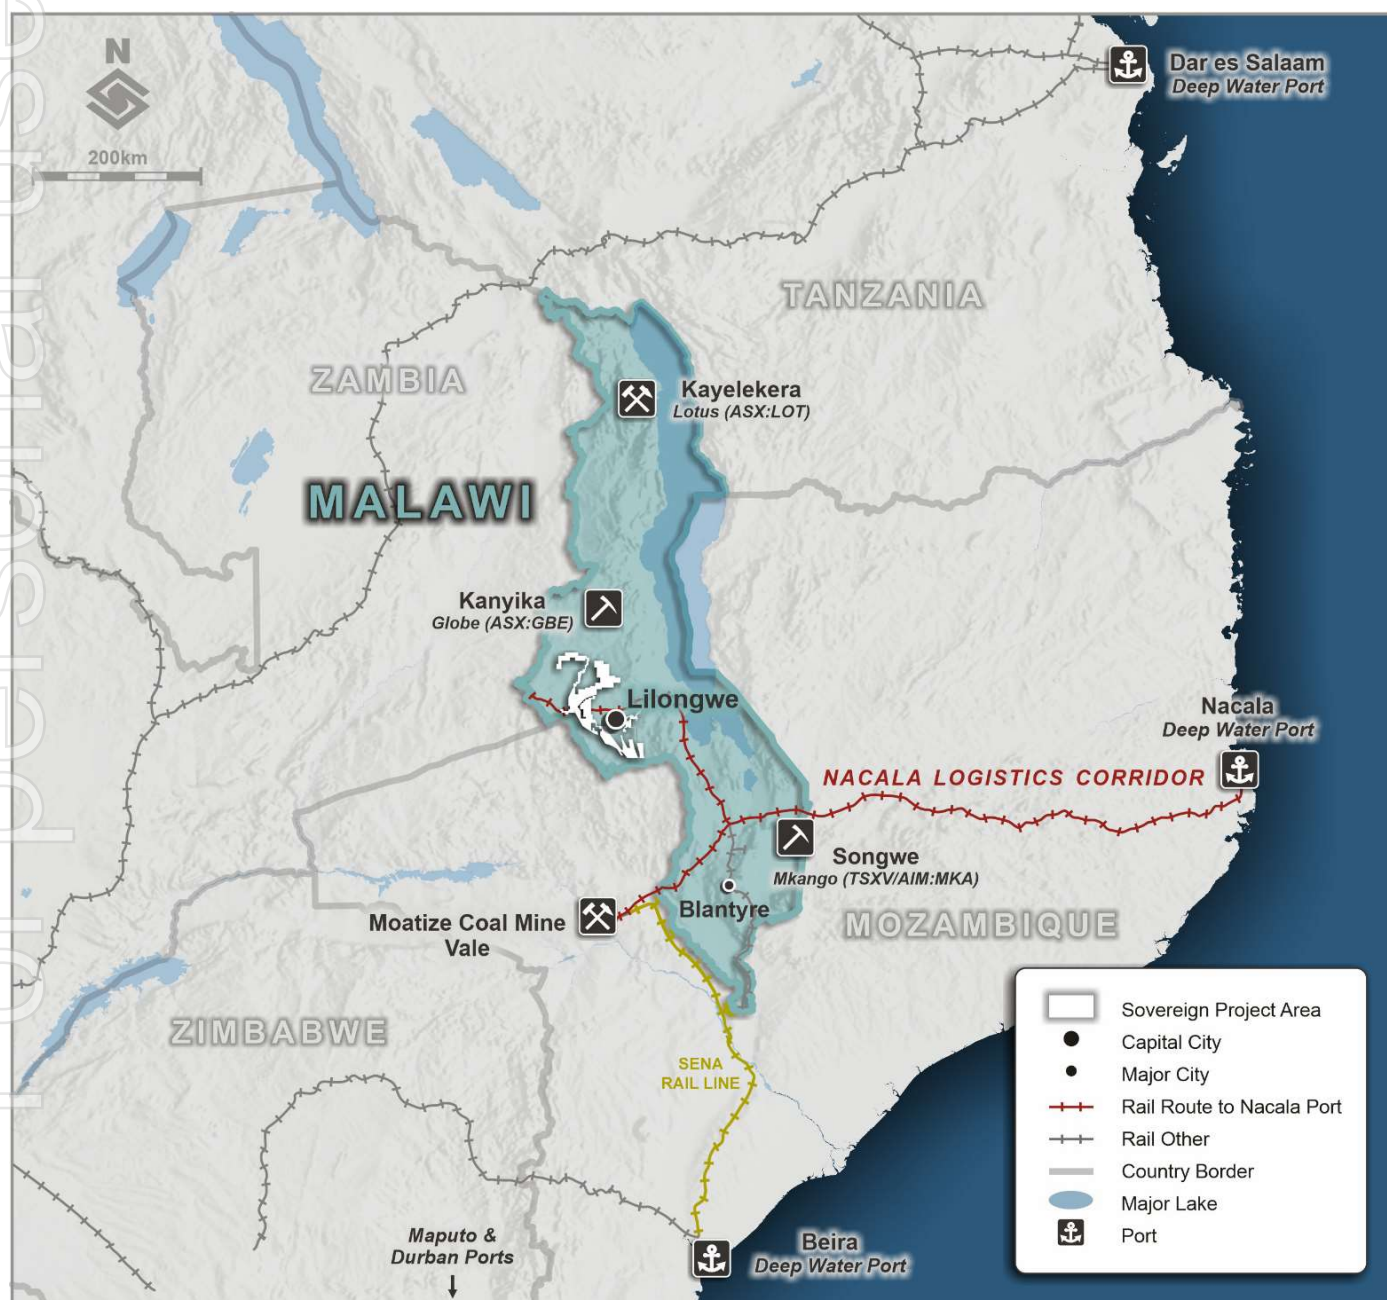 For personal use
N
200km
Dar es Salaam
Deep Water Port
TANZANIA
ZAMBIA
Kayelekera
Lotus (ASX:LOT)
MALAWI
Kanyika
Globe (ASX:GBE)
Lilongwe
Nacala
Deep Water Port
NACALA LOGISTICS CORRIDOR
Songwe
Mkango (TSXV/AIM:MKA)
Blantyre
Moatize Coal Mine
Vale
MOZAMBIQUE
ZIMBABWE
SENA
RAIL LINE
Maputo &
Durban Ports
Beira
Deep Water Port
Sovereign Project Area
Capital City
Major City
Rail Route to Nacala Port
Rail Other
Country Border
Major Lake
Port